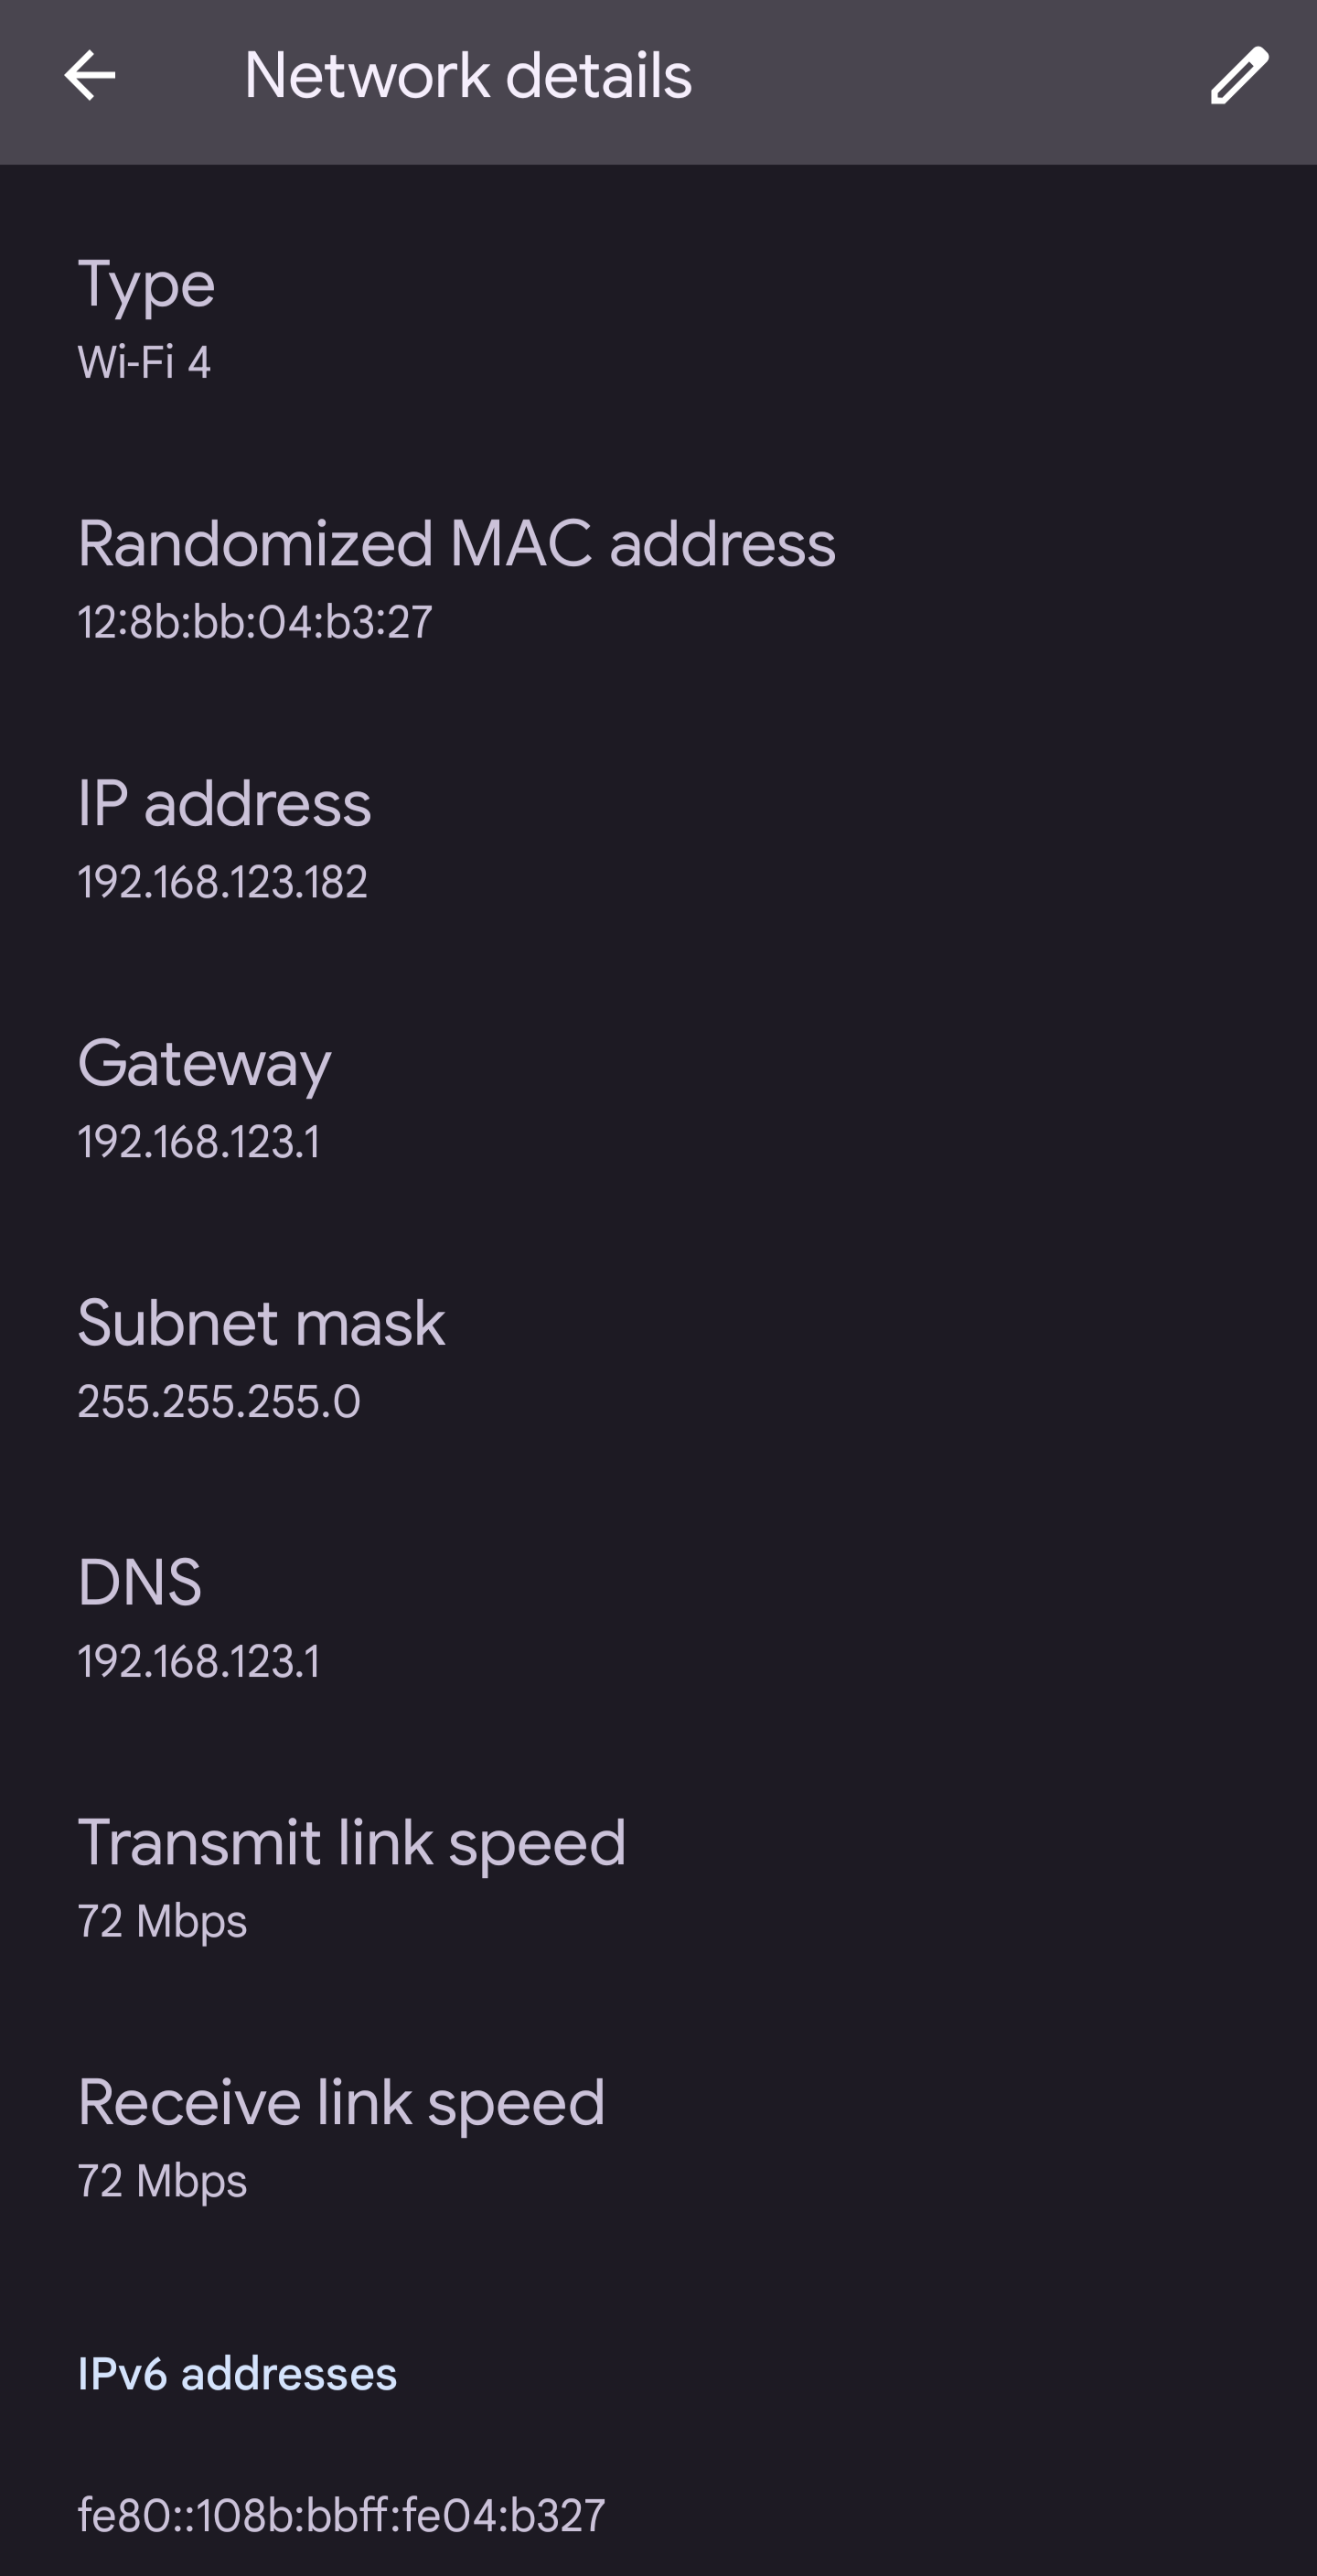 Network details
Type
Wi-Fi 4
Randomized MAC address
12:8b:bb:04:b3:27
IP address
192.168.123.182
Gateway
192.168.123.1
Subnet mask
255.255.255.0
DNS
192.168.123.1
Transmit link speed
72 Mbps
Receive link speed
72 Mbps
IPv6 addresses
fe80::108b:bbff:fe04:b327